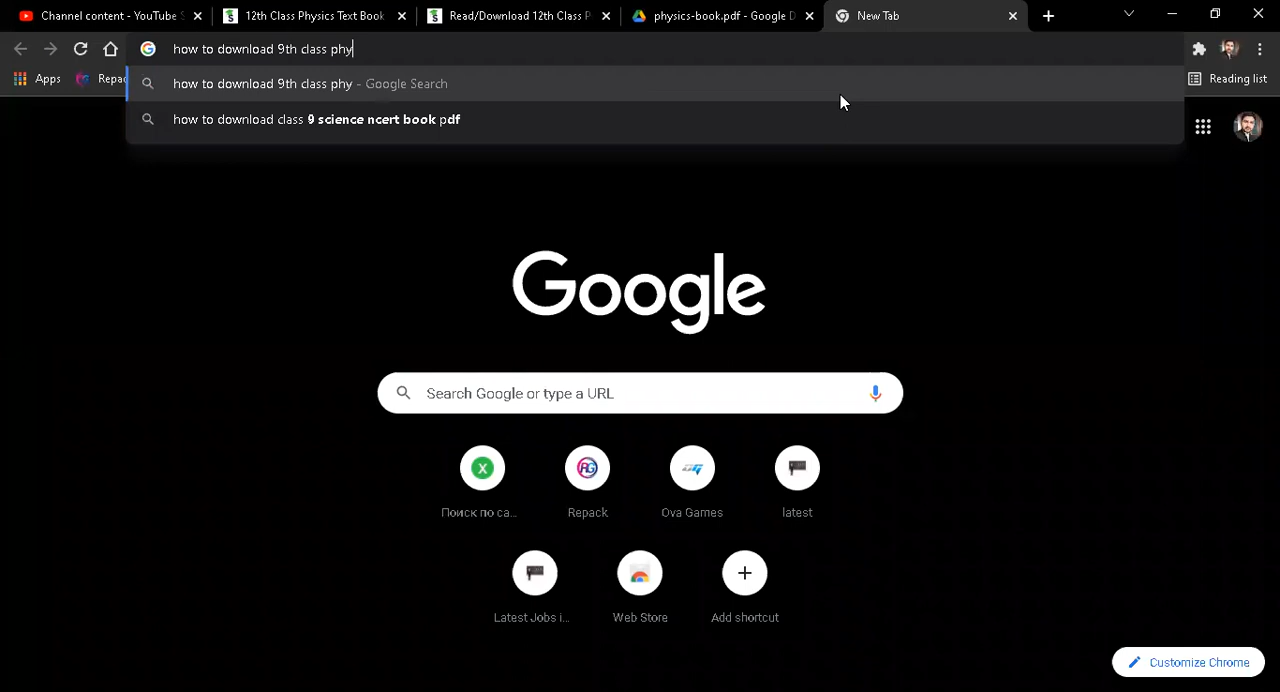 Channel content - YouTube S
12th Class Physics Text Book
Read/Download 12th Class P
physics-book.pdf - Google D
New Tab
how to download 9th class phy
Apps
Repac
Reading list
how to download 9th class phy - Google Search
how to download class 9 science ncert book pdf
Google
Search Google or type a URL
Поиск по са...
Repack
Ova Games
latest
Latest Jobs i...
Web Store
Add shortcut
Customize Chrome